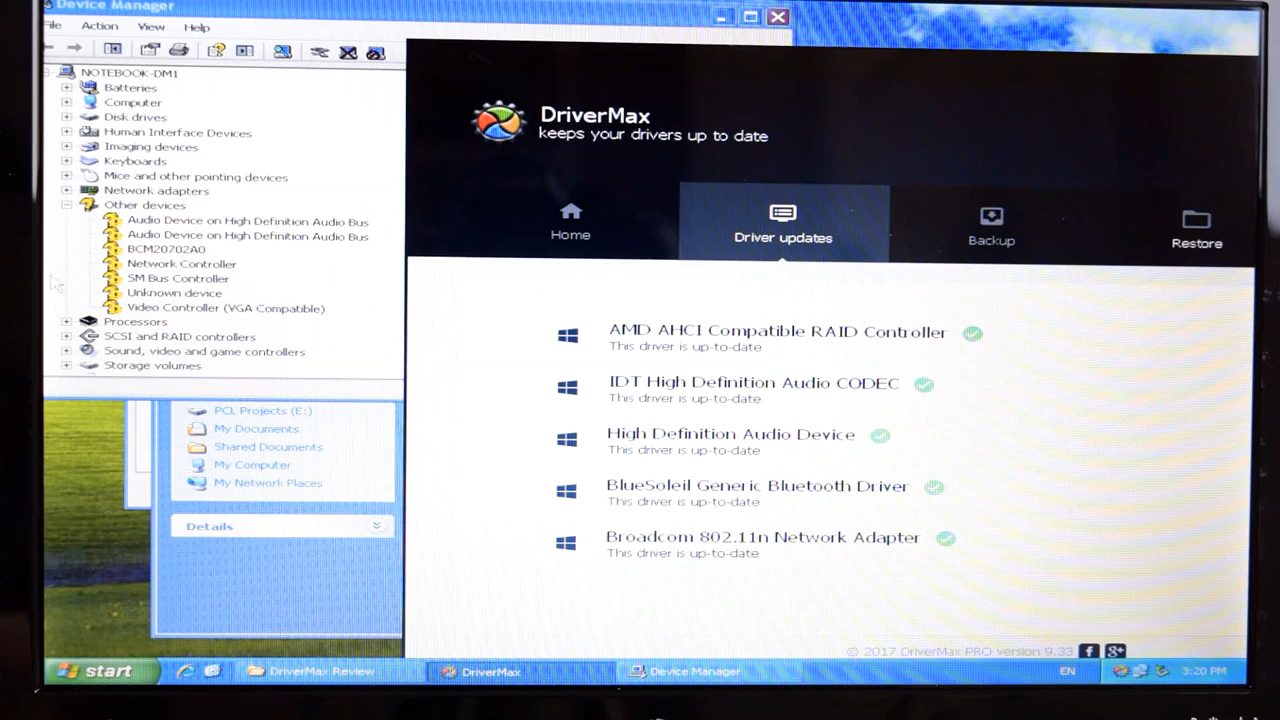 Device Manager
File Action View Help
NOTEBOOK-DM1
Batteries
Computer
Disk drives
Human Interface Devices
Imaging devices
Keyboards
Mice and other pointing devices
Network adapters
Other devices
Audio Device on High Definition Audio Bus
Audio Device on High Definition Audio Bus
BCM20702A0
Network Controller
SM Bus Controller
Unknown device
Video Controller (VGA Compatible)
Processors
SCSI and RAID controllers
Sound, video and game controllers
Storage volumes
PCL Projects (E:)
My Documents
Shared Documents
My Computer
My Network Places
Details
DriverMax
keeps your drivers up to date
Home
Driver updates
Backup
Restore
AMD AHCI Compatible RAID Controller
This driver is up-to-date
IDT High Definition Audio CODEC
This driver is up-to-date
High Definition Audio Device
This driver is up-to-date
BlueSoleil Generic Bluetooth Driver
This driver is up-to-date
Broadcom 802.11n Network Adapter
This driver is up-to-date
© 2017 DriverMax PRO version 9.33
start
DriverMax Review
DriverMax
Device Manager
EN
3:20 PM